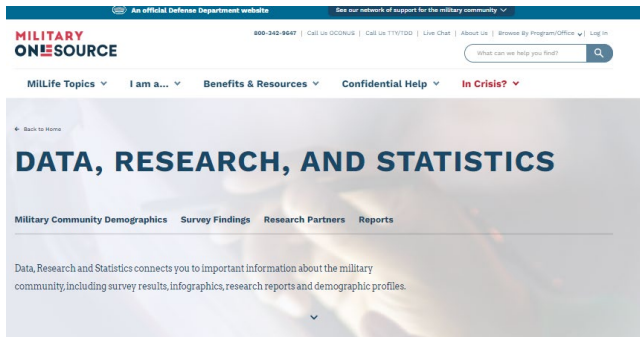 An official Defense Department website
See our network of support for the military community
MILITARY
ONESOURCE
800-342-9647 | Call Us OCONUS | Call Us TTY/TDD | Live Chat | About Us | Browse By Program/Office | Log In
What can we help you find?
MilLife Topics I am a... Benefits & Resources Confidential Help In Crisis?
Back to Home
DATA, RESEARCH, AND STATISTICS
Military Community Demographics Survey Findings Research Partners Reports
Data, Research and Statistics connects you to important information about the military
community, including survey results, infographics, research reports and demographic profiles.